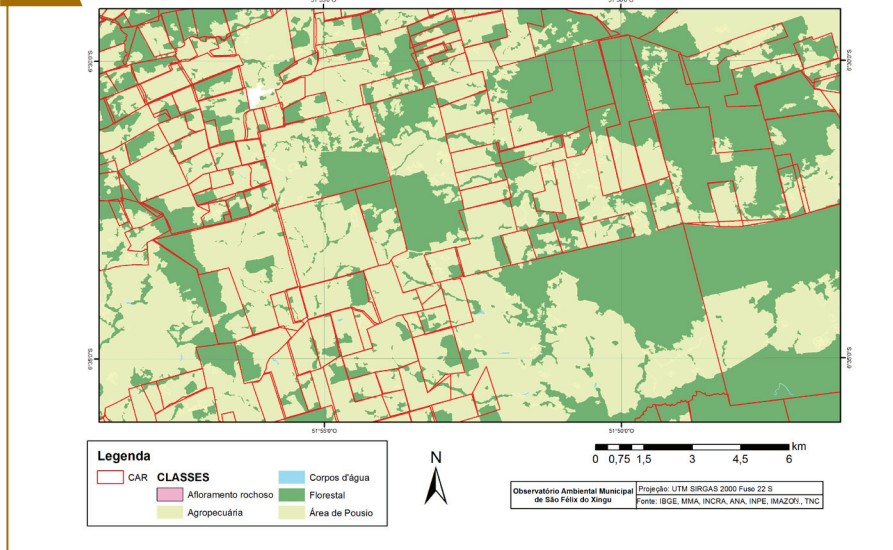 51°55'0"O 51°50'0"O
6°30'0"S 6°30'0"S
6°35'0"S 6°35'0"S
51°55'0"O 51°50'0"O
Legenda
CAR CLASSES
Afloramento rochoso
Agropecuária
Corpos d'água
Florestal
Área de Pousio
N
km
0 0,75 1,5 3 4,5 6
Observatório Ambiental Municipal
de São Félix do Xingu
Projeção: UTM SIRGAS 2000 Fuso 22 S
Fonte: IBGE, MMA, INCRA, ANA, INPE, IMAZON., TNC